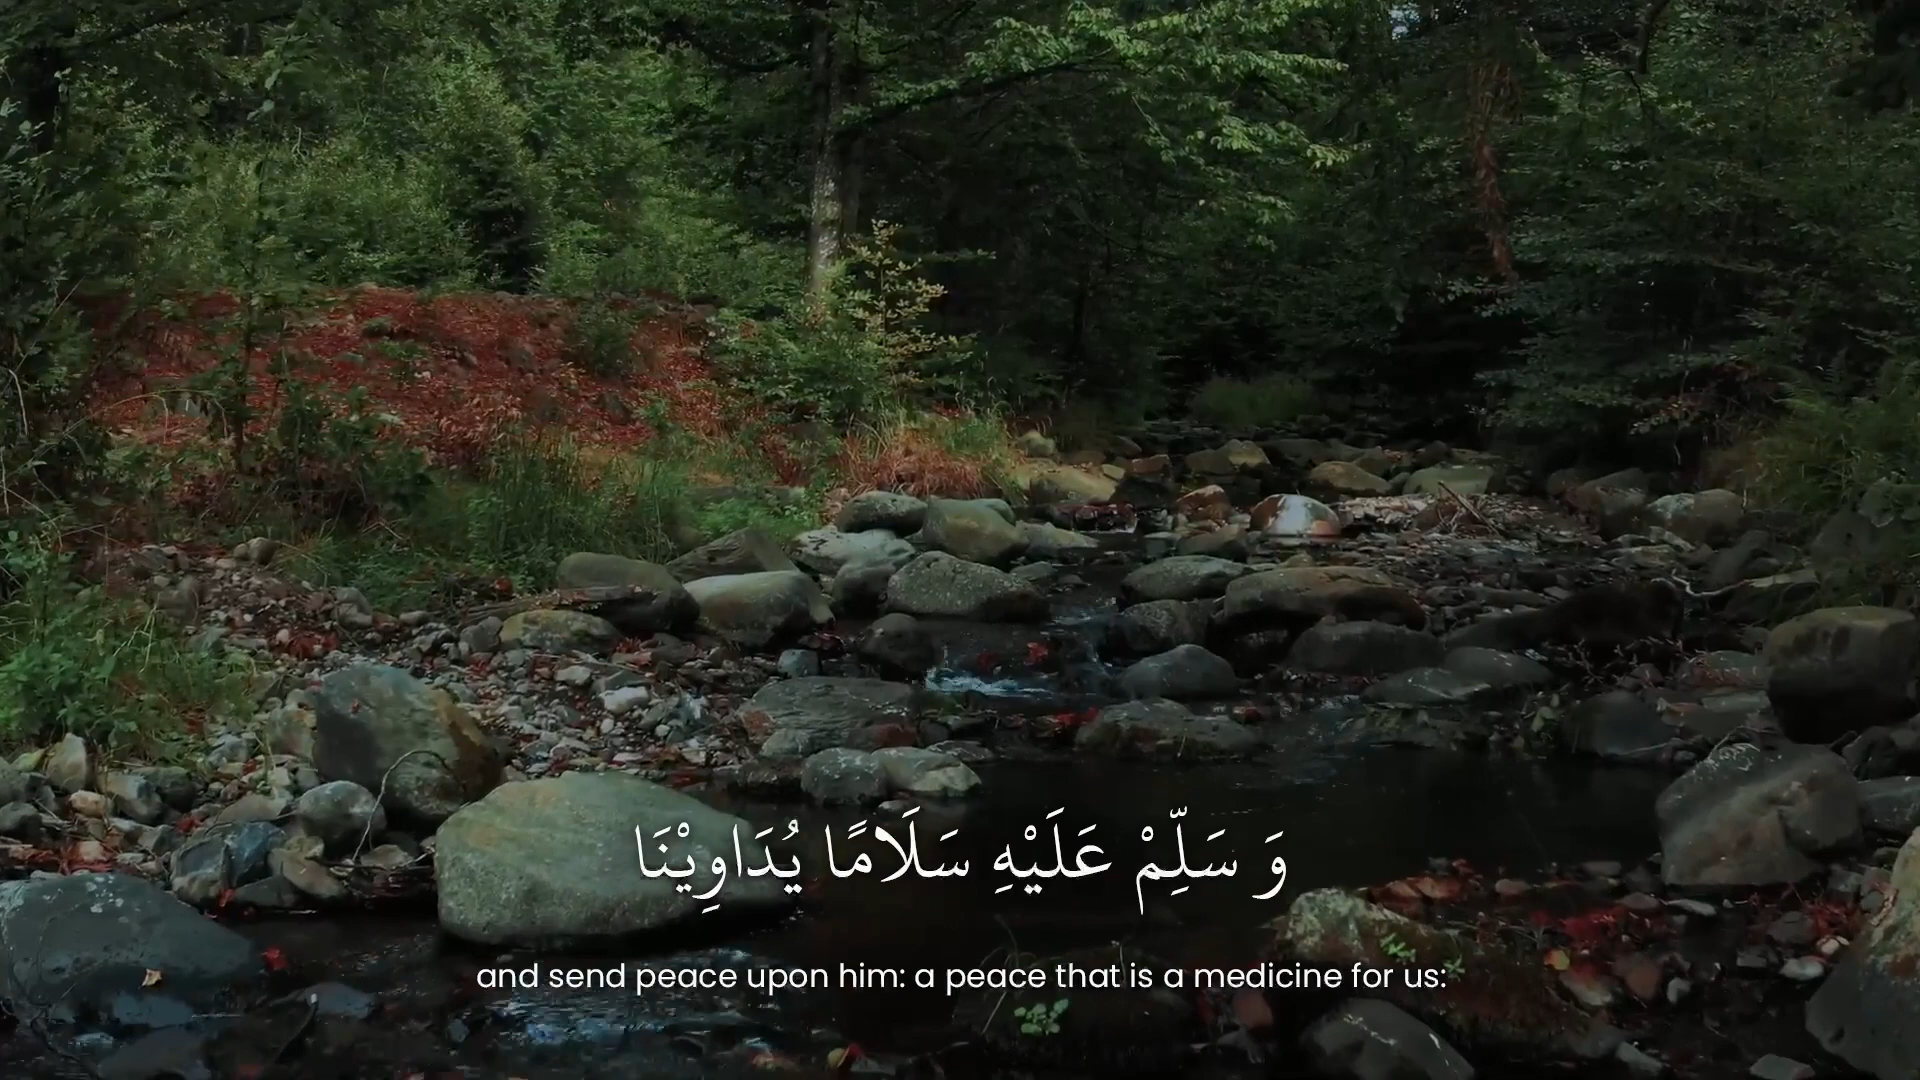 وَ سَلِّمْ عَلَيْهِ سَلَامًا يُدَاوِيْنَا
and send peace upon him: a peace that is a medicine for us: